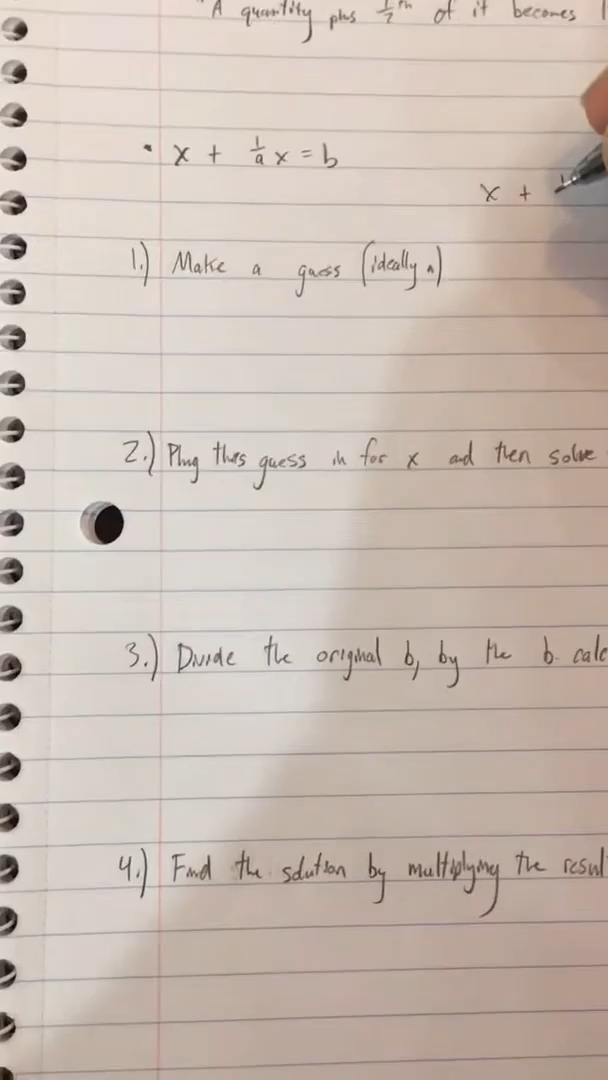 "A quantity plus 1/7th of it becomes 1
• x + 1/a x = b
x +
1.) Make a guess (ideally a)
2.) Plug this guess in for x and then solve
3.) Divide the original b, by the b calc
4.) Find the solution by multiplying the resul